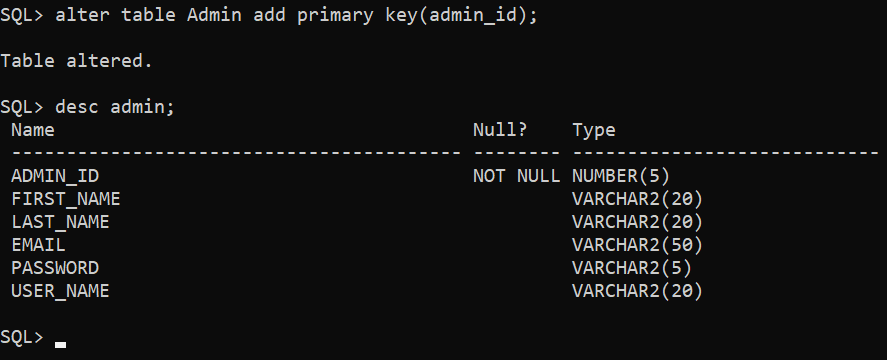 SQL> alter table Admin add primary key(admin_id);
Table altered.
SQL> desc admin;
Name Null? Type
----------------------------------------- -------- ----------------------------
ADMIN_ID NOT NULL NUMBER(5)
FIRST_NAME VARCHAR2(20)
LAST_NAME VARCHAR2(20)
EMAIL VARCHAR2(50)
PASSWORD VARCHAR2(5)
USER_NAME VARCHAR2(20)
SQL>